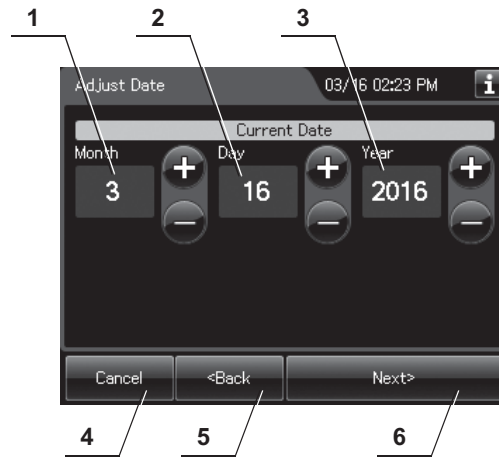 1 2 3
Adjust Date 03/16 02:23 PM i
Current Date
Month Day Year
3 + 16 + 2016 +
− − −
Cancel <Back Next>
4 5 6